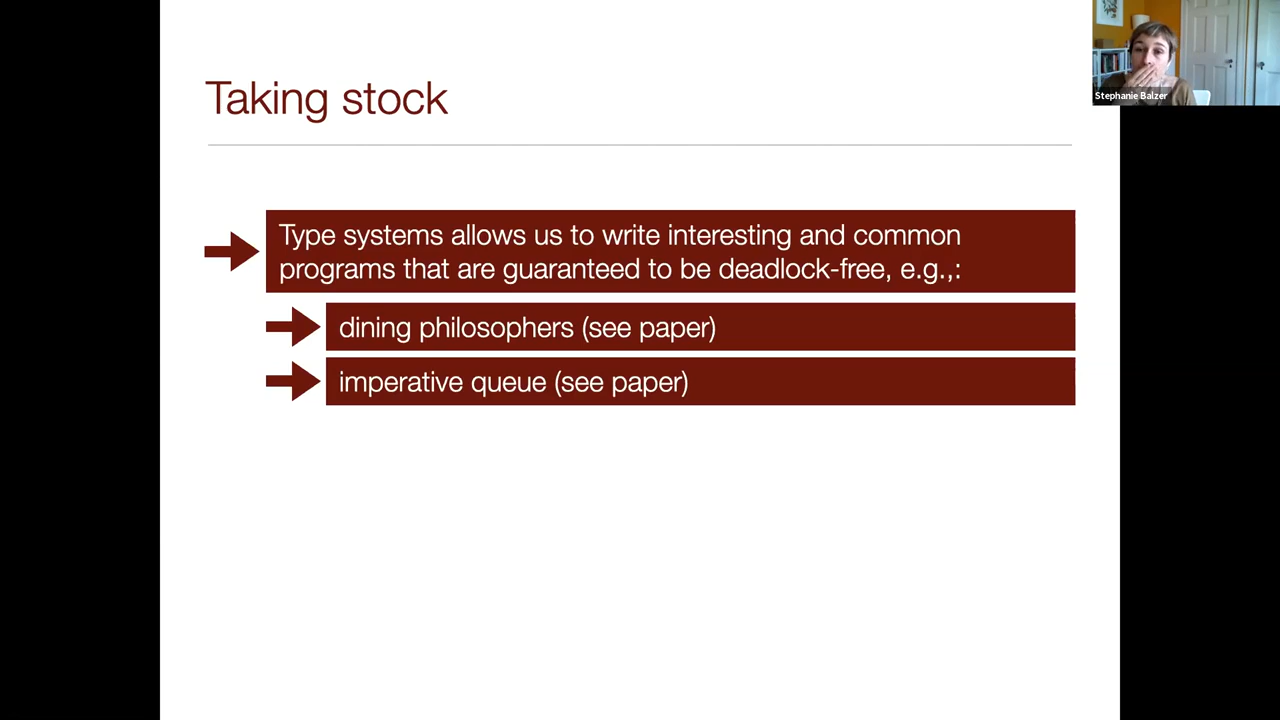 Stephanie Balzer
Taking stock
Type systems allows us to write interesting and common
programs that are guaranteed to be deadlock-free, e.g.,:
dining philosophers (see paper)
imperative queue (see paper)